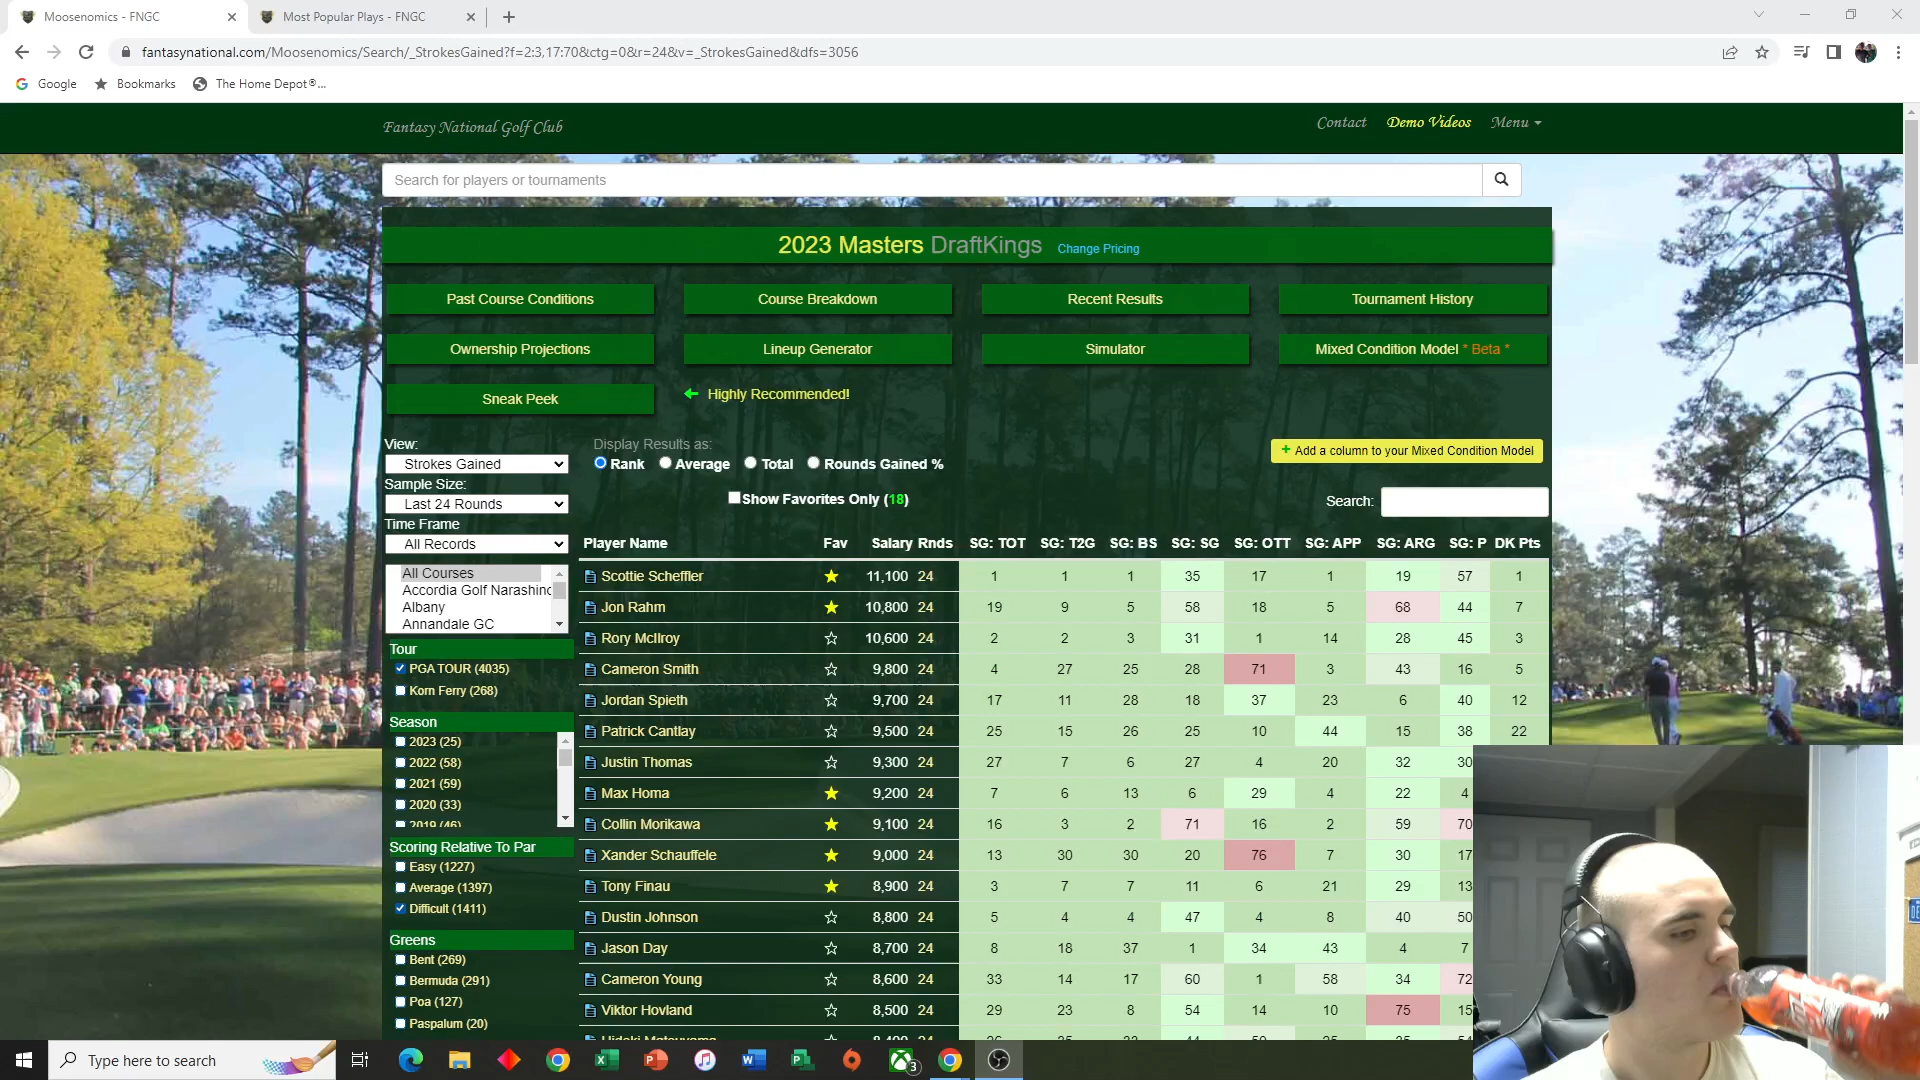 Moosenomics - FNGC
Most Popular Plays - FNGC
fantasynational.com/Moosenomics/Search/_StrokesGained?f=2:3,17:70&ctg=0&r=24&v=_StrokesGained&dfs=3056
Google Bookmarks The Home Depot®...
Fantasy National Golf Club
Contact Demo Videos Menu
Search for players or tournaments
2023 Masters DraftKings Change Pricing
Past Course Conditions Course Breakdown Recent Results Tournament History
Ownership Projections Lineup Generator Simulator Mixed Condition Model * Beta *
Sneak Peek Highly Recommended!
View:
Strokes Gained
Sample Size:
Last 24 Rounds
Time Frame
All Records
All Courses
Accordia Golf Narashino
Albany
Annandale GC
Tour
PGA TOUR (4035)
Korn Ferry (268)
Season
2023 (25)
2022 (58)
2021 (59)
2020 (33)
2019 (46)
Scoring Relative To Par
Easy (1227)
Average (1397)
Difficult (1411)
Greens
Bent (269)
Bermuda (291)
Poa (127)
Paspalum (20)
Display Results as:
Rank Average Total Rounds Gained %
+ Add a column to your Mixed Condition Model
Show Favorites Only (18)
Search:
Player Name Fav Salary Rnds SG: TOT SG: T2G SG: BS SG: SG SG: OTT SG: APP SG: ARG SG: P DK Pts
Scottie Scheffler 11,100 24 1 1 1 35 17 1 19 57 1
Jon Rahm 10,800 24 19 9 5 58 18 5 68 44 7
Rory McIlroy 10,600 24 2 2 3 31 1 14 28 45 3
Cameron Smith 9,800 24 4 27 25 28 71 3 43 16 5
Jordan Spieth 9,700 24 17 11 28 18 37 23 6 40 12
Patrick Cantlay 9,500 24 25 15 26 25 10 44 15 38 22
Justin Thomas 9,300 24 27 7 6 27 4 20 32 30
Max Homa 9,200 24 7 6 13 6 29 4 22 4
Collin Morikawa 9,100 24 16 3 2 71 16 2 59 70
Xander Schauffele 9,000 24 13 30 30 20 76 7 30 17
Tony Finau 8,900 24 3 7 7 11 6 21 29 13
Dustin Johnson 8,800 24 5 4 4 47 4 8 40 50
Jason Day 8,700 24 8 18 37 1 34 43 4 7
Cameron Young 8,600 24 33 14 17 60 1 58 34 72
Viktor Hovland 8,500 24 29 23 8 54 14 10 75 15
Type here to search
3